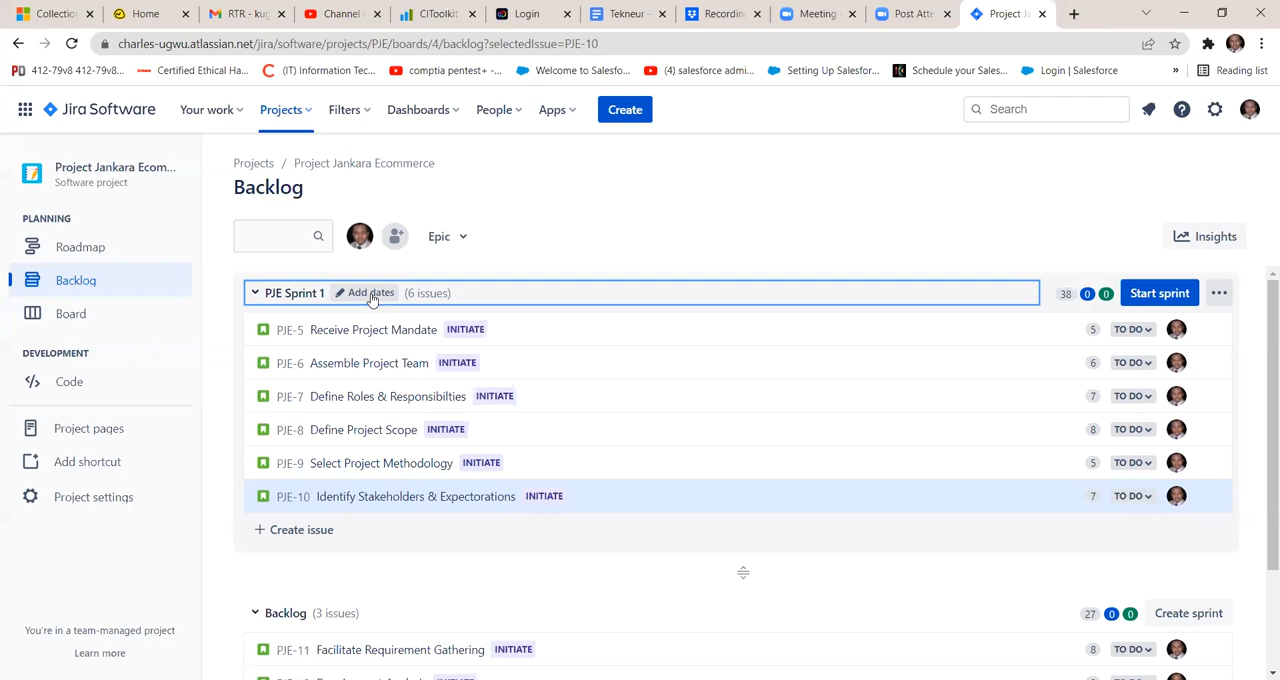 Collection
Home
RTR - kug
Channel c
CIToolkit
Login
Tekneur -
Recordin
Meeting
Post Atte
Project Ja
charles-ugwu.atlassian.net/jira/software/projects/PJE/boards/4/backlog?selectedIssue=PJE-10
PD 412-79v8 412-79v8...
Certified Ethical Ha...
(IT) Information Tec...
comptia pentest+ -...
Welcome to Salesfo...
(4) salesforce admi...
Setting Up Salesfor...
Schedule your Sales...
Login | Salesforce
»
Reading list
Jira Software
Your work
Projects
Filters
Dashboards
People
Apps
Create
Search
Project Jankara Ecom...
Software project
PLANNING
Roadmap
Backlog
Board
DEVELOPMENT
Code
Project pages
Add shortcut
Project settings
You're in a team-managed project
Learn more
Projects / Project Jankara Ecommerce
Backlog
Epic
Insights
PJE Sprint 1 Add dates (6 issues) 38 0 0 Start sprint
PJE-5 Receive Project Mandate INITIATE 5 TO DO
PJE-6 Assemble Project Team INITIATE 6 TO DO
PJE-7 Define Roles & Responsibilties INITIATE 7 TO DO
PJE-8 Define Project Scope INITIATE 8 TO DO
PJE-9 Select Project Methodology INITIATE 5 TO DO
PJE-10 Identify Stakeholders & Expectorations INITIATE 7 TO DO
+ Create issue
Backlog (3 issues) 27 0 0 Create sprint
PJE-11 Facilitate Requirement Gathering INITIATE 8 TO DO